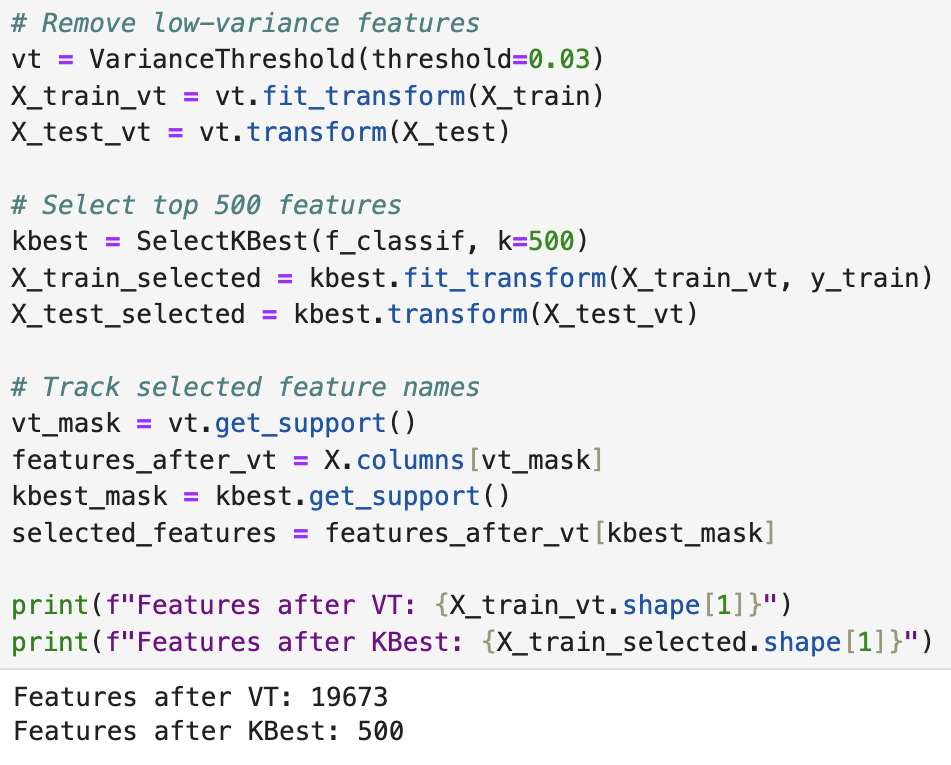 # Remove low-variance features
vt = VarianceThreshold(threshold=0.03)
X_train_vt = vt.fit_transform(X_train)
X_test_vt = vt.transform(X_test)
# Select top 500 features
kbest = SelectKBest(f_classif, k=500)
X_train_selected = kbest.fit_transform(X_train_vt, y_train)
X_test_selected = kbest.transform(X_test_vt)
# Track selected feature names
vt_mask = vt.get_support()
features_after_vt = X.columns[vt_mask]
kbest_mask = kbest.get_support()
selected_features = features_after_vt[kbest_mask]
print(f"Features after VT: {X_train_vt.shape[1]}")
print(f"Features after KBest: {X_train_selected.shape[1]}")
Features after VT: 19673
Features after KBest: 500